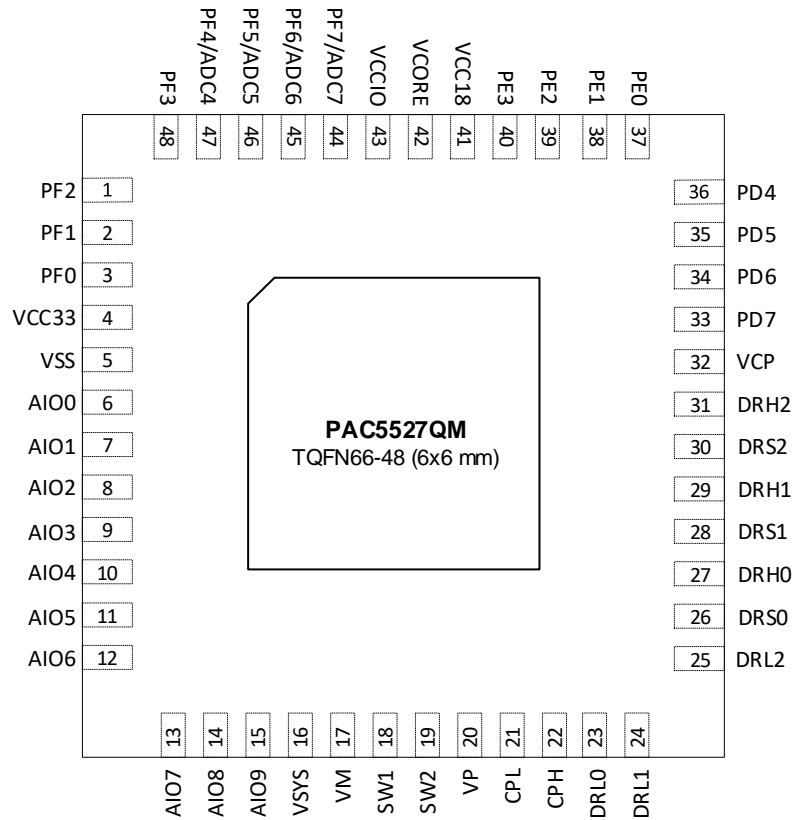 PF3
PF4/ADC4
PF5/ADC5
PF6/ADC6
PF7/ADC7
VCCIO
VCORE
VCC18
PE3
PE2
PE1
PE0
48
47
46
45
44
43
42
41
40
39
38
37
PF2 1
PF1 2
PF0 3
VCC33 4
VSS 5
AIO0 6
AIO1 7
AIO2 8
AIO3 9
AIO4 10
AIO5 11
AIO6 12
PAC5527QM
TQFN66-48 (6x6 mm)
36 PD4
35 PD5
34 PD6
33 PD7
32 VCP
31 DRH2
30 DRS2
29 DRH1
28 DRS1
27 DRH0
26 DRS0
25 DRL2
13
14
15
16
17
18
19
20
21
22
23
24
AIO7
AIO8
AIO9
VSYS
VM
SW1
SW2
VP
CPL
CPH
DRL0
DRL1